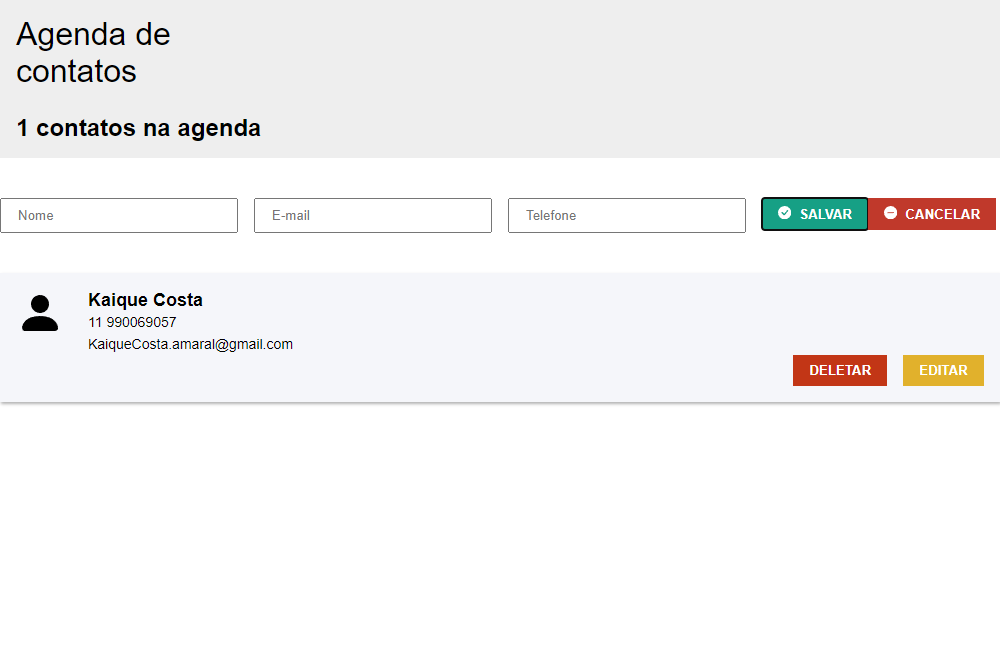 Agenda de
contatos
1 contatos na agenda
Nome E-mail Telefone SALVAR CANCELAR
Kaique Costa
11 990069057
KaiqueCosta.amaral@gmail.com
DELETAR EDITAR